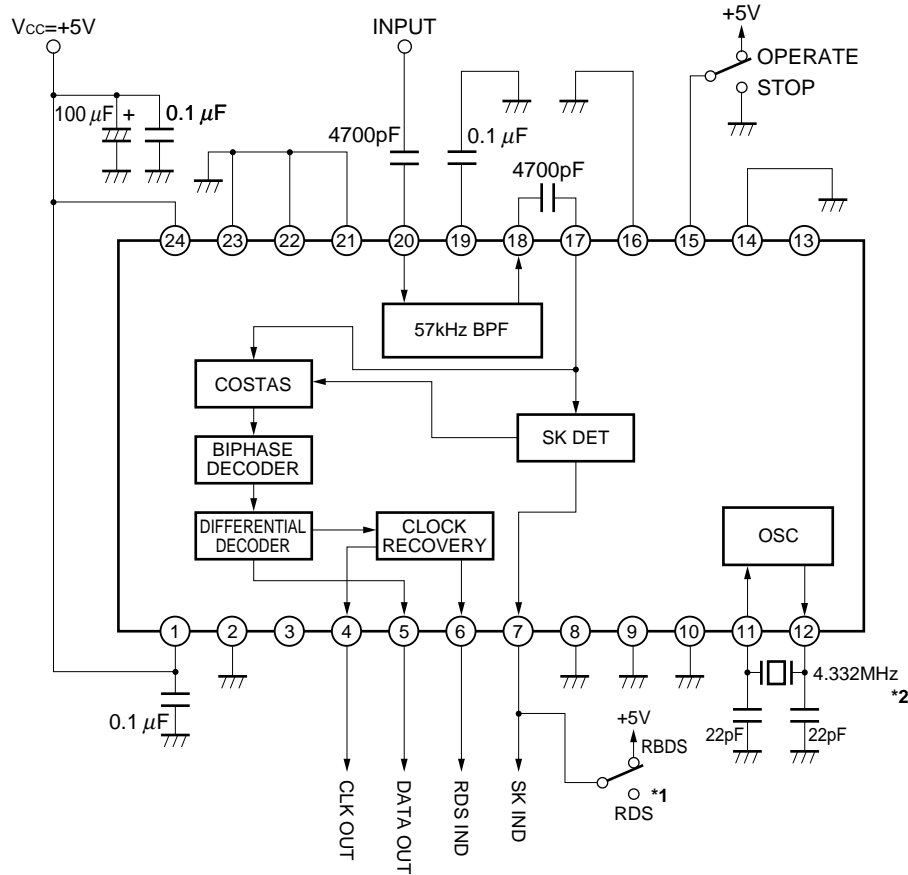 VCC=+5V
INPUT
+5V
OPERATE
STOP
100 µF +
0.1 µF
4700pF
0.1 µF
4700pF
24
23
22
21
20
19
18
17
16
15
14
13
57kHz BPF
COSTAS
SK DET
BIPHASE
DECODER
DIFFERENTIAL
DECODER
CLOCK
RECOVERY
OSC
1
2
3
4
5
6
7
8
9
10
11
12
0.1 µF
4.332MHz
*2
22pF
22pF
+5V
RBDS
*1
RDS
CLK OUT
DATA OUT
RDS IND
SK IND